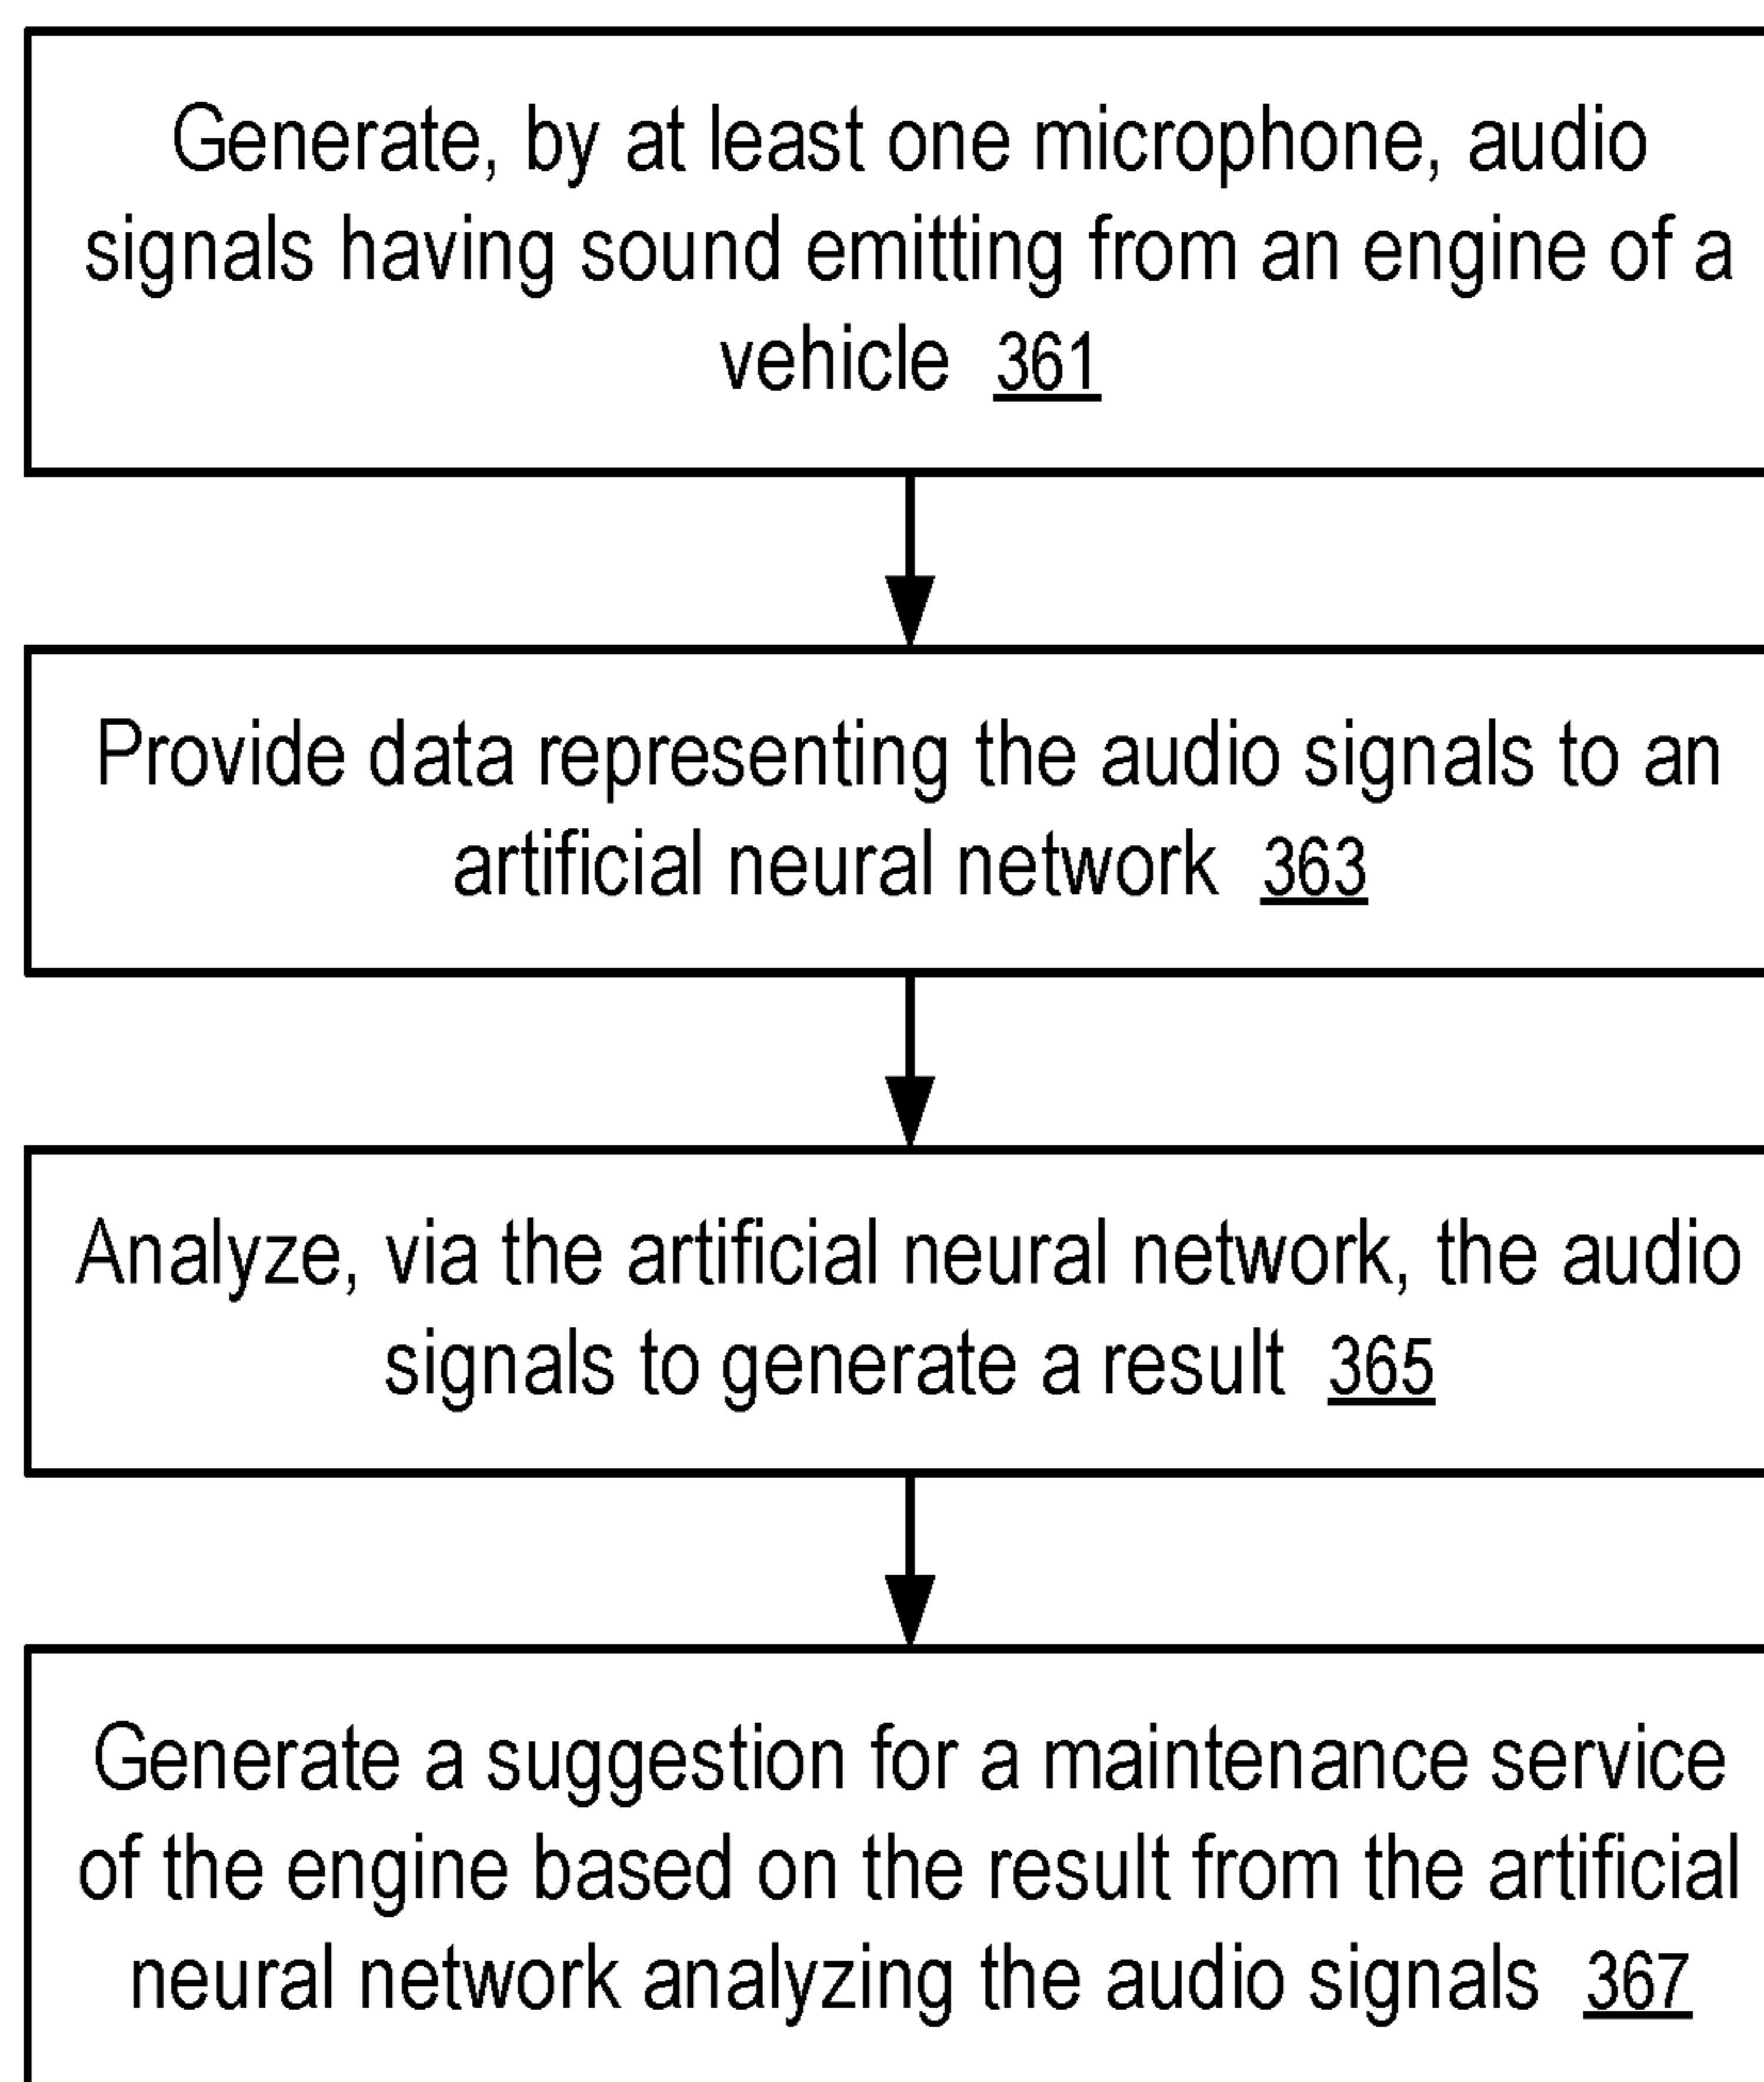 Generate, by at least one microphone, audio
signals having sound emitting from an engine of a
vehicle 361
Provide data representing the audio signals to an
artificial neural network 363
Analyze, via the artificial neural network, the audio
signals to generate a result 365
Generate a suggestion for a maintenance service
of the engine based on the result from the artificial
neural network analyzing the audio signals 367